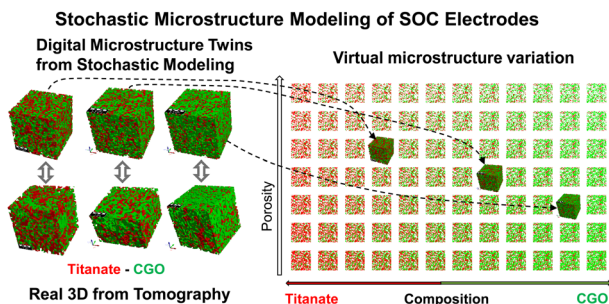 Stochastic Microstructure Modeling of SOC Electrodes
Digital Microstructure Twins
from Stochastic Modeling
Virtual microstructure variation
Porosity
Titanate - CGO
Real 3D from Tomography
Titanate
Composition
CGO